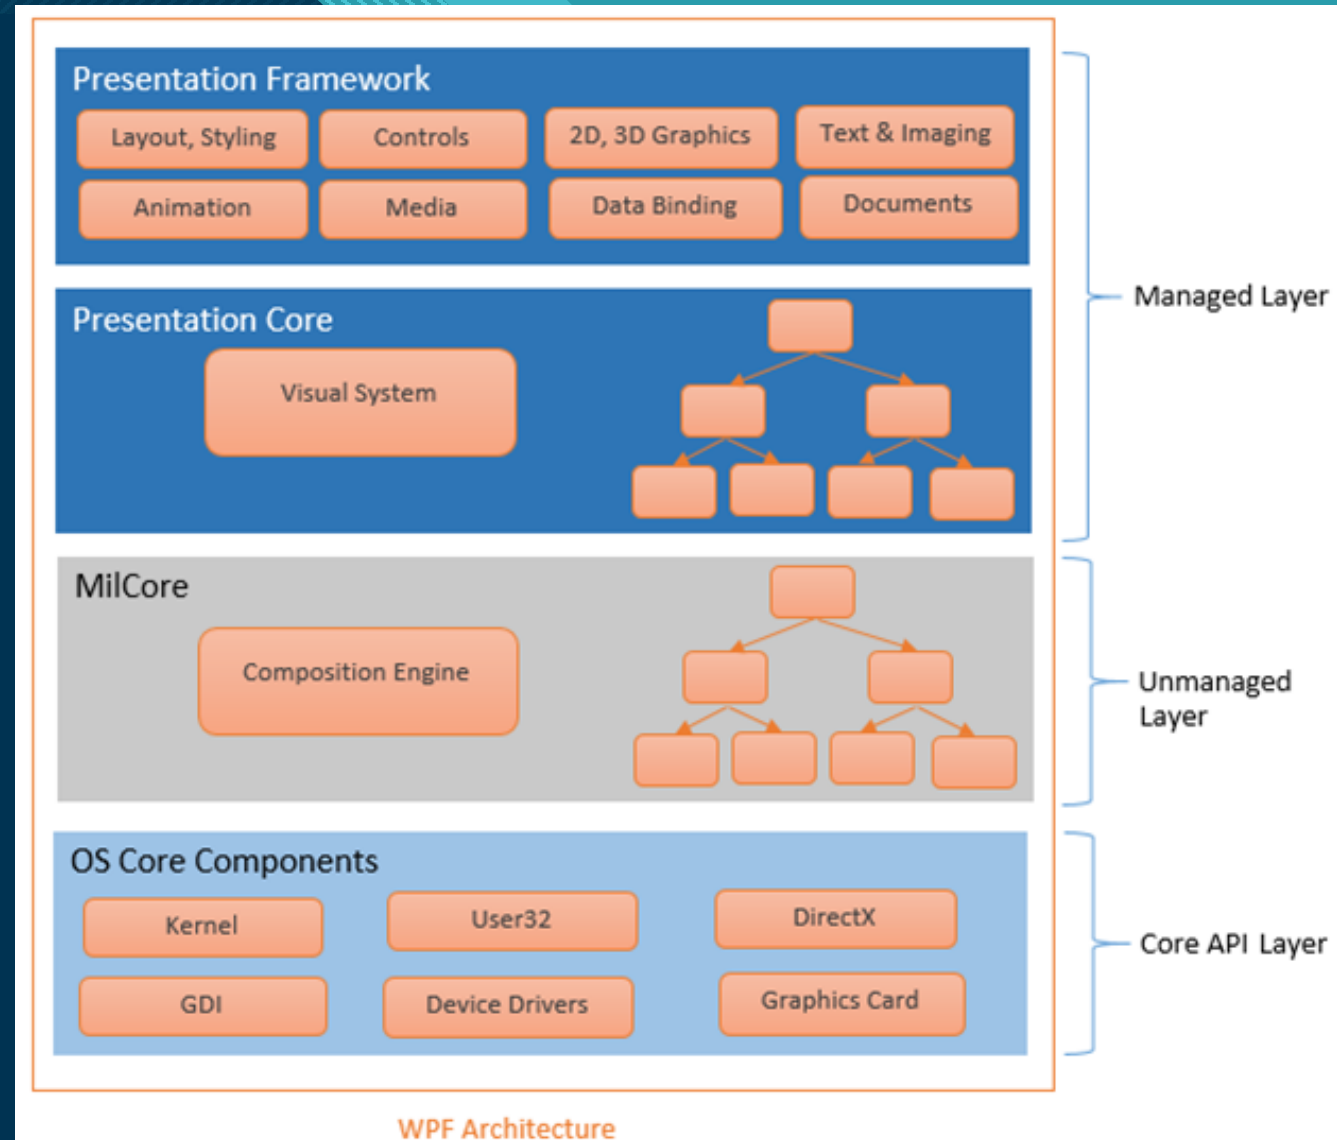 Presentation Framework
Layout, Styling
Controls
2D, 3D Graphics
Text & Imaging
Animation
Media
Data Binding
Documents
Managed Layer
Presentation Core
Visual System
MilCore
Composition Engine
Unmanaged
Layer
OS Core Components
Kernel
User32
DirectX
Core API Layer
GDI
Device Drivers
Graphics Card
WPF Architecture